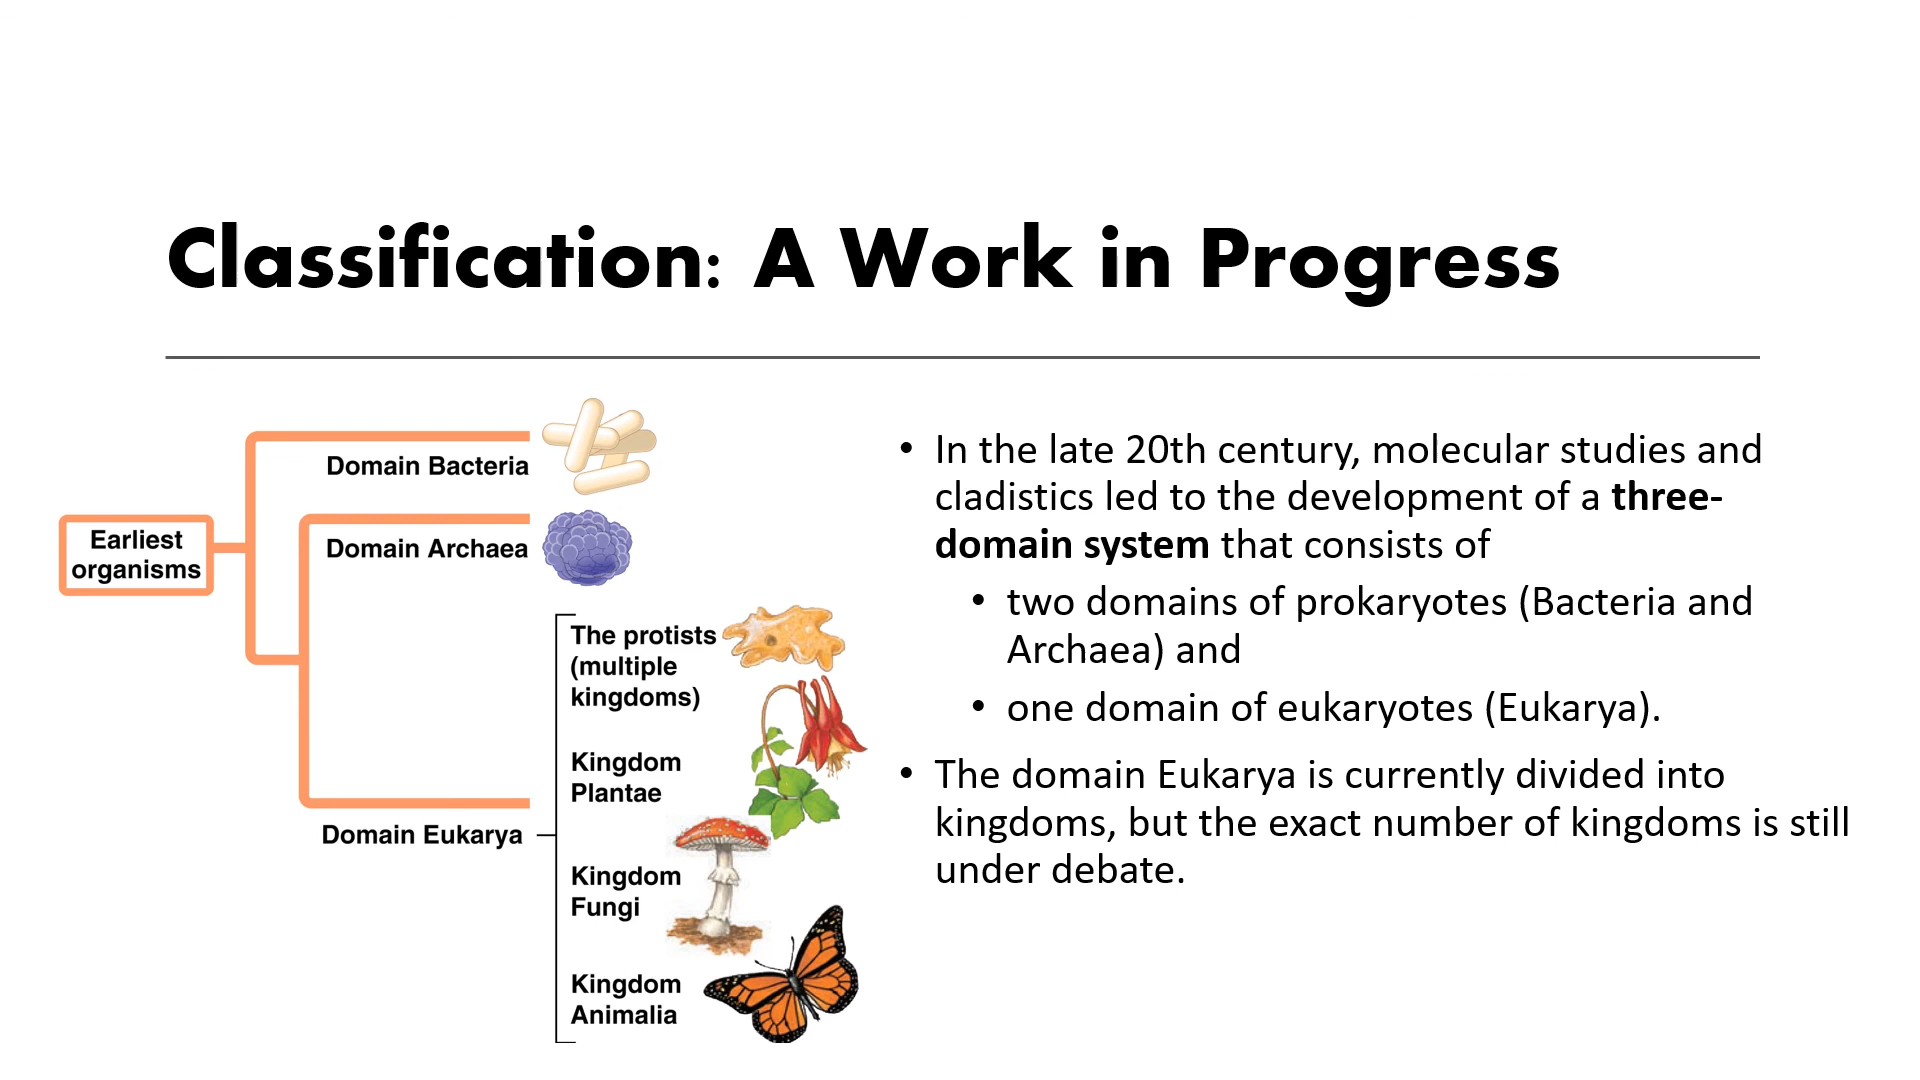 Classification: A Work in Progress
Earliest
organisms
Domain Bacteria
Domain Archaea
Domain Eukarya
The protists
(multiple
kingdoms)
Kingdom
Plantae
Kingdom
Fungi
Kingdom
Animalia
• In the late 20th century, molecular studies and
cladistics led to the development of a three-
domain system that consists of
• two domains of prokaryotes (Bacteria and
Archaea) and
• one domain of eukaryotes (Eukarya).
• The domain Eukarya is currently divided into
kingdoms, but the exact number of kingdoms is still
under debate.